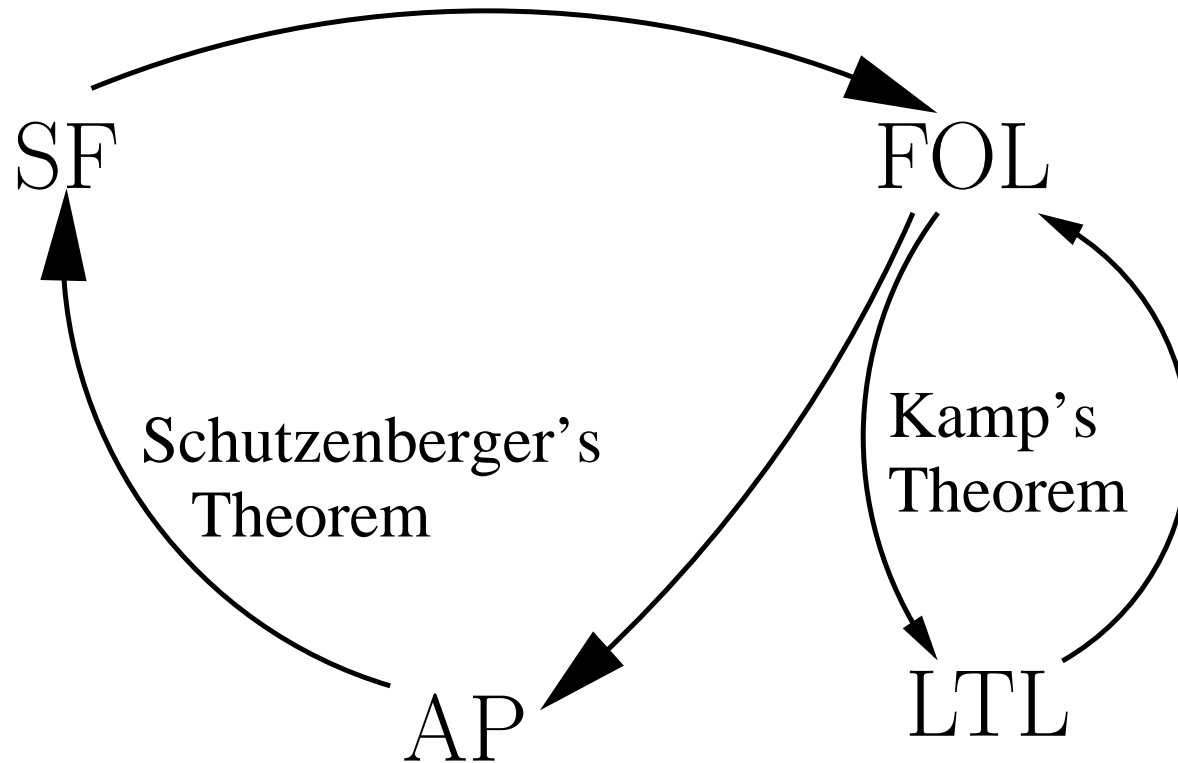 SF
FOL
Schutzenberger's
Theorem
Kamp's
Theorem
AP
LTL